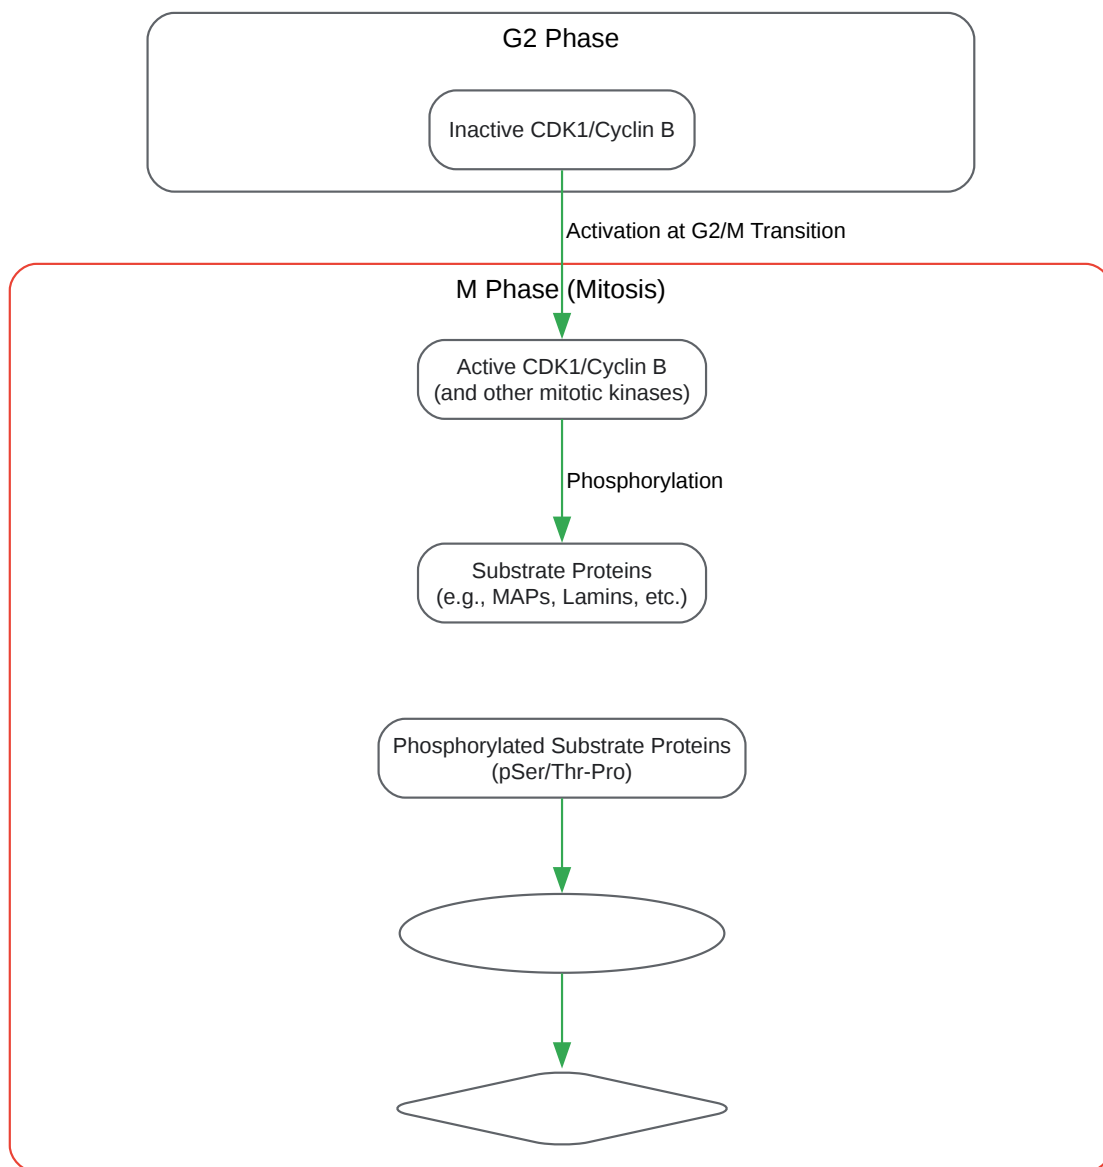 G2 Phase
Inactive CDK1/Cyclin B
Activation at G2/M Transition
M Phase (Mitosis)
Active CDK1/Cyclin B
(and other mitotic kinases)
Phosphorylation
Substrate Proteins
(e.g., MAPs, Lamins, etc.)
Phosphorylated Substrate Proteins
(pSer/Thr-Pro)